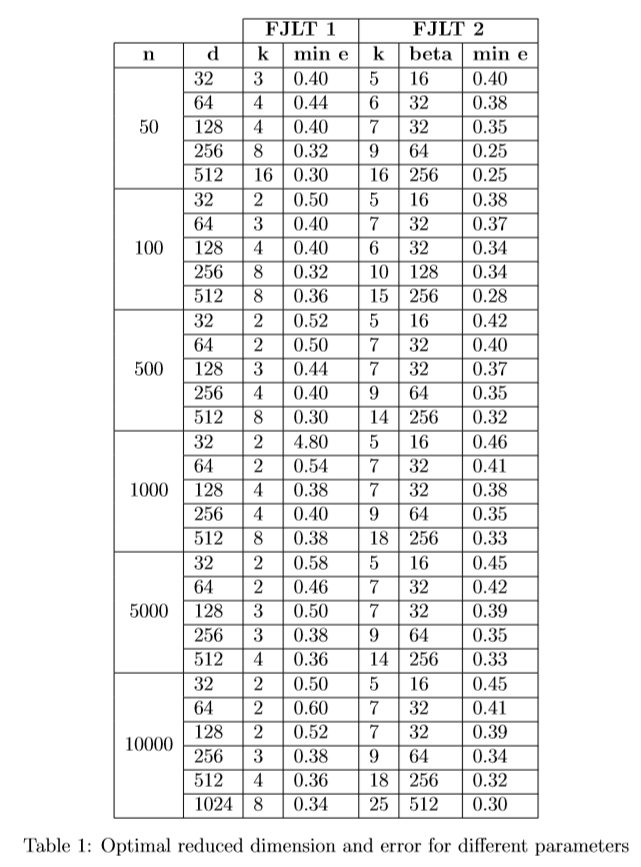 FJLT 1 FJLT 2
n d k min e k beta min e
50 32 3 0.40 5 16 0.40
64 4 0.44 6 32 0.38
128 4 0.40 7 32 0.35
256 8 0.32 9 64 0.25
512 16 0.30 16 256 0.25
100 32 2 0.50 5 16 0.38
64 3 0.40 7 32 0.37
128 4 0.40 6 32 0.34
256 8 0.32 10 128 0.34
512 8 0.36 15 256 0.28
500 32 2 0.52 5 16 0.42
64 2 0.50 7 32 0.40
128 3 0.44 7 32 0.37
256 4 0.40 9 64 0.35
512 8 0.30 14 256 0.32
1000 32 2 4.80 5 16 0.46
64 2 0.54 7 32 0.41
128 4 0.38 7 32 0.38
256 4 0.40 9 64 0.35
512 8 0.38 18 256 0.33
5000 32 2 0.58 5 16 0.45
64 2 0.46 7 32 0.42
128 3 0.50 7 32 0.39
256 3 0.38 9 64 0.35
512 4 0.36 14 256 0.33
10000 32 2 0.50 5 16 0.45
64 2 0.60 7 32 0.41
128 2 0.52 7 32 0.39
256 3 0.38 9 64 0.34
512 4 0.36 18 256 0.32
1024 8 0.34 25 512 0.30
Table 1: Optimal reduced dimension and error for different parameters